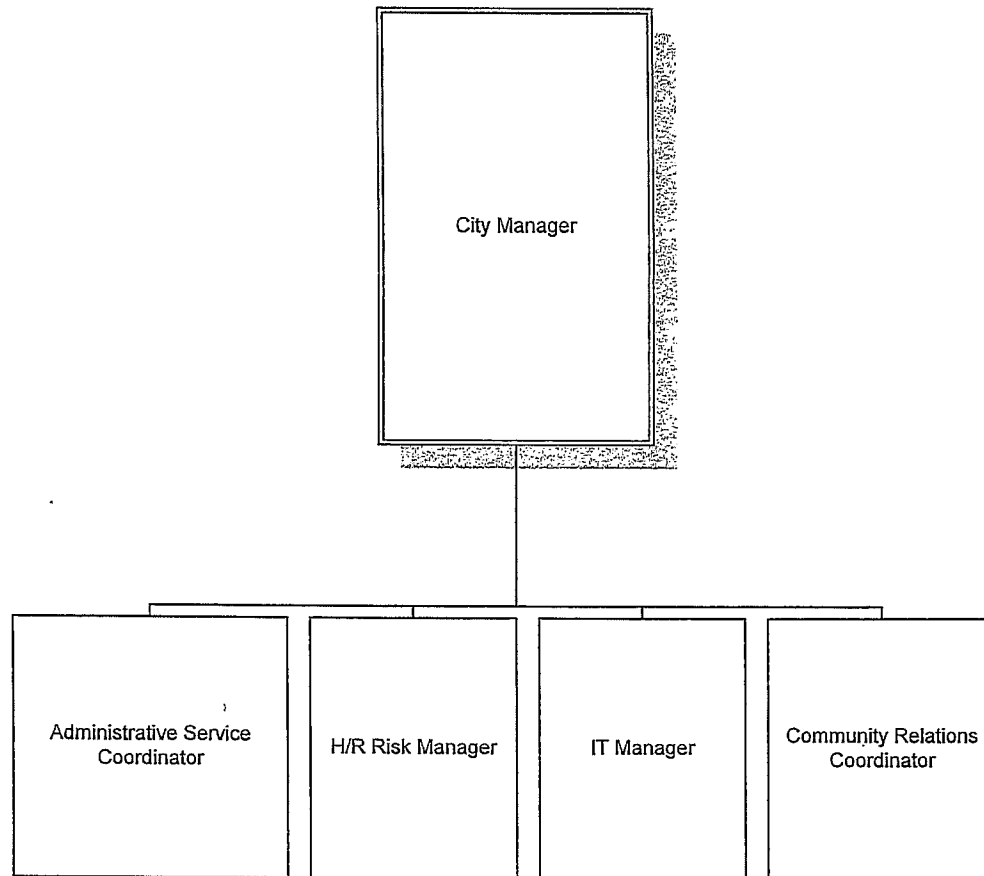 City Manager
Administrative Service
Coordinator
H/R Risk Manager
IT Manager
Community Relations
Coordinator